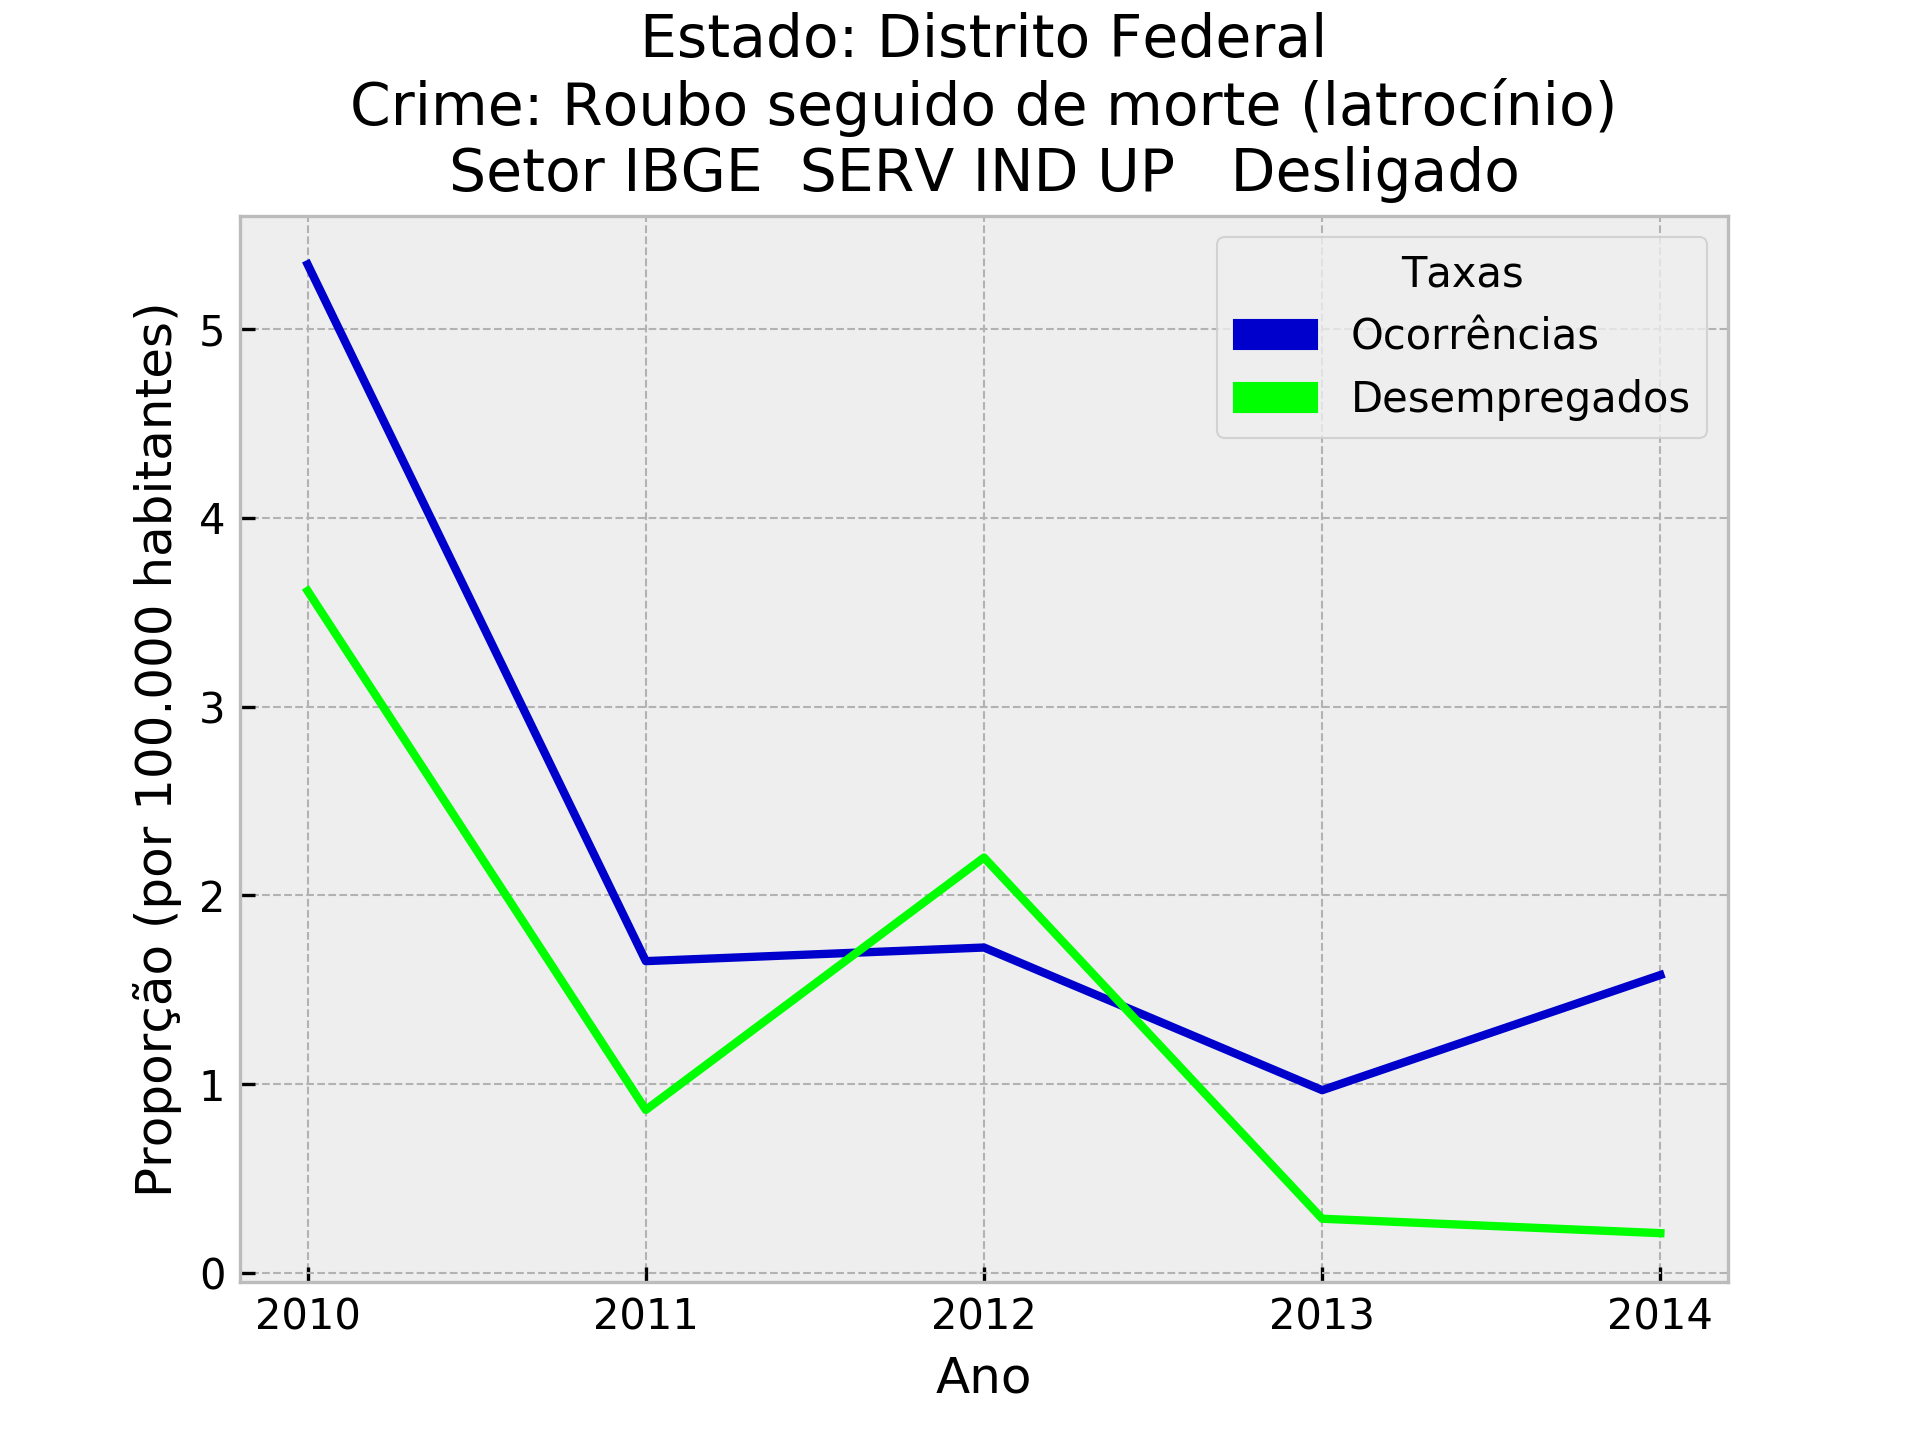 Estado: Distrito Federal
Crime: Roubo seguido de morte (latrocínio)
Setor IBGE  SERV IND UP   Desligado
Taxas
Ocorrências
Desempregados
Proporção (por 100.000 habitantes)
5
4
3
2
1
0
2010 2011 2012 2013 2014
Ano